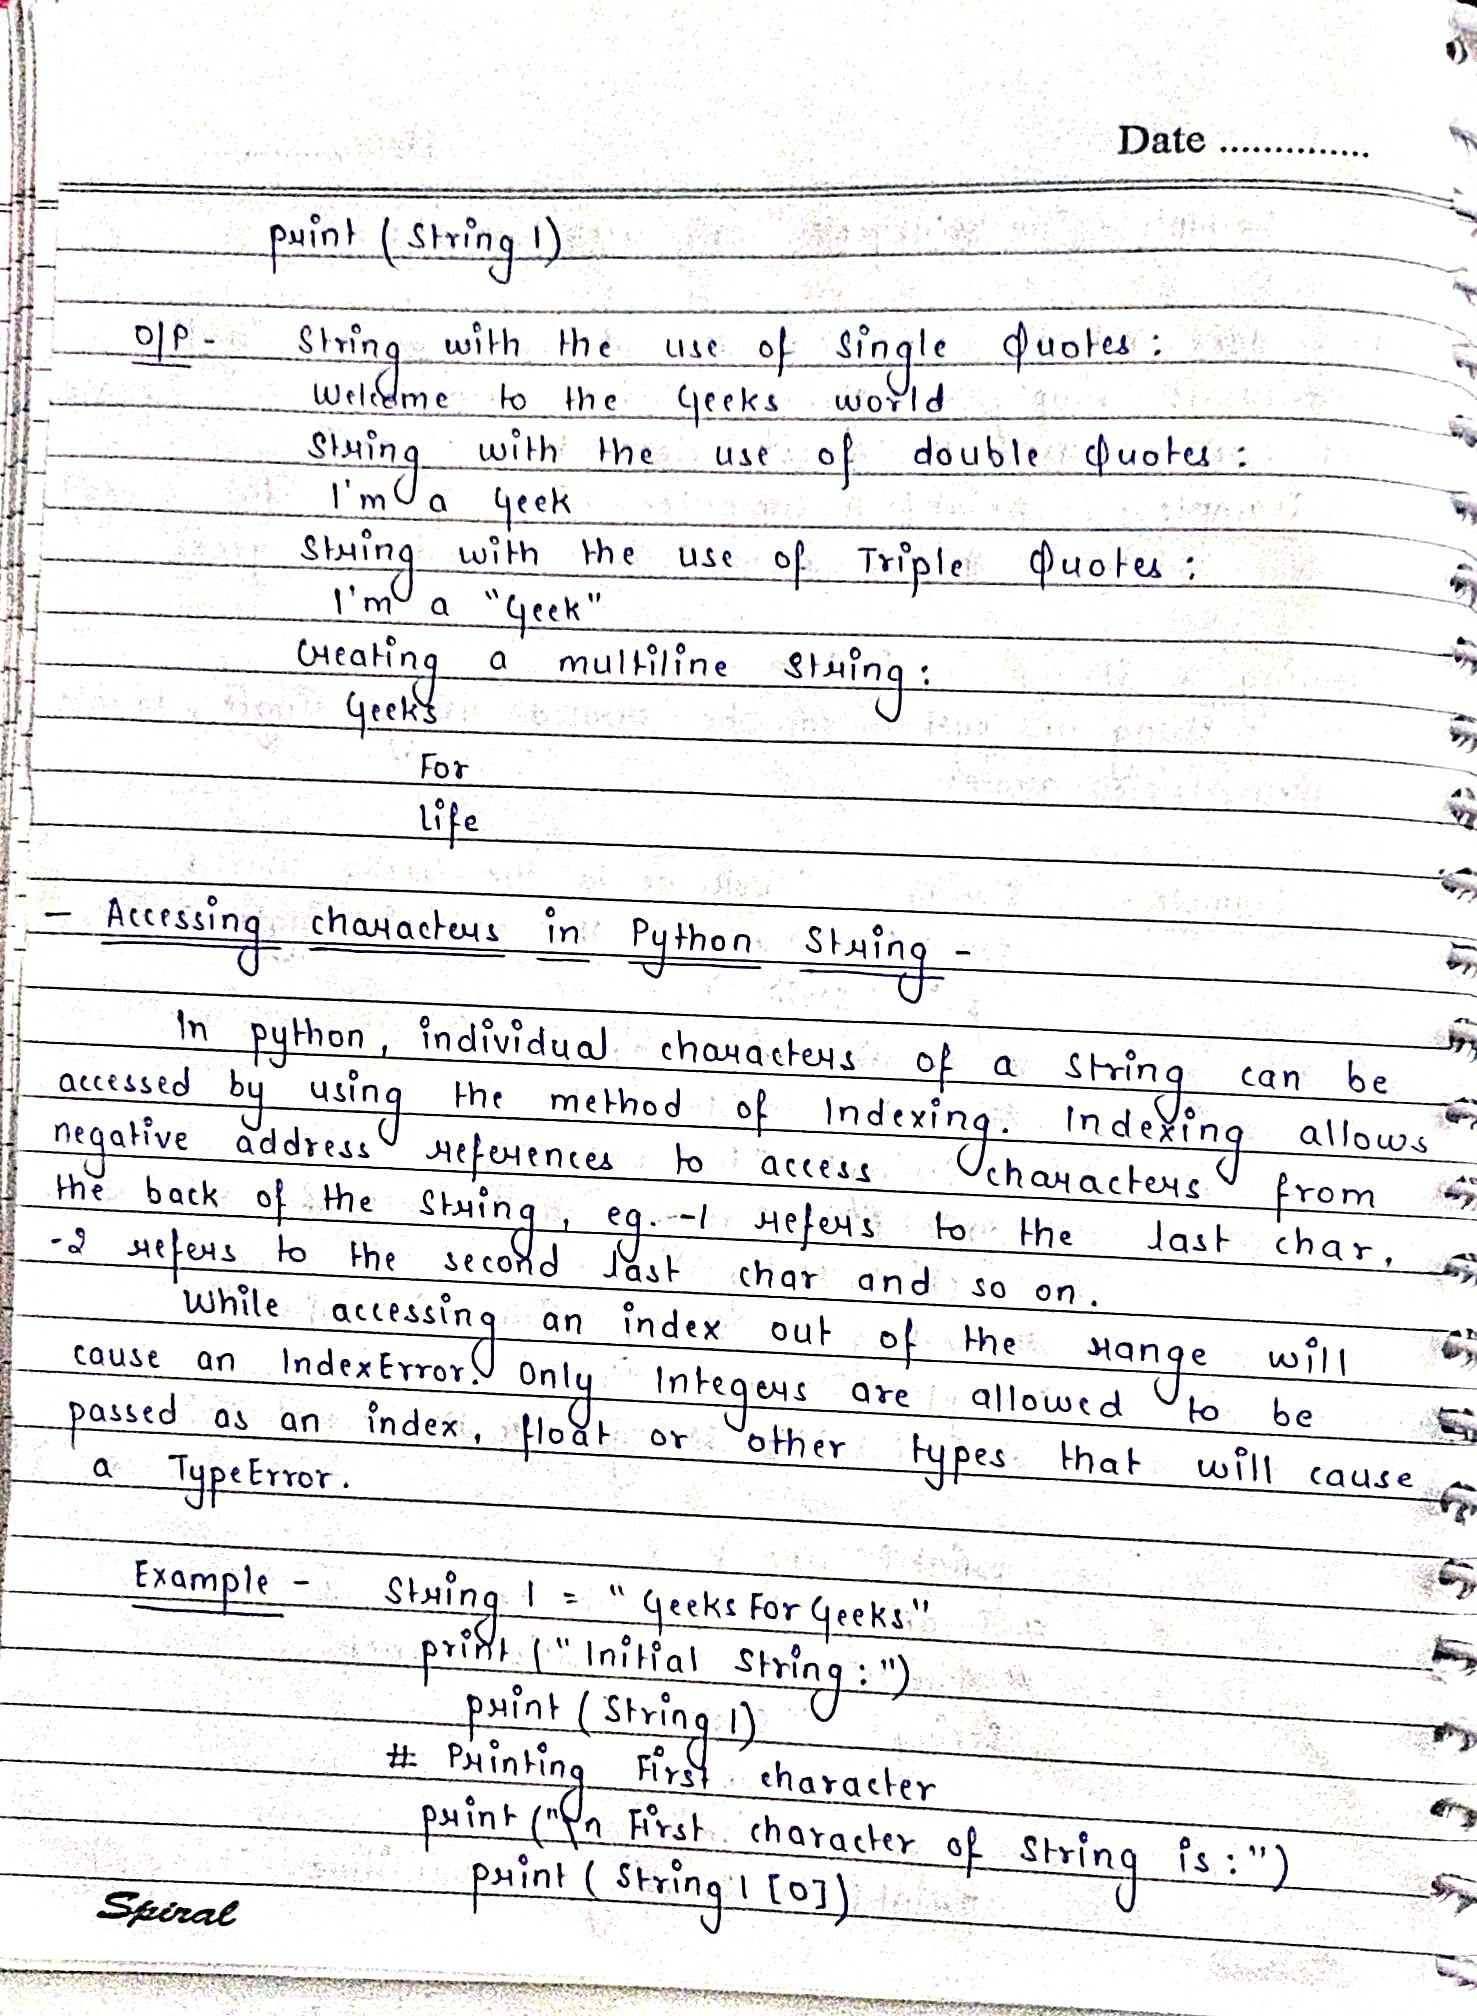 Date ..............
print (String 1)
O/P - String with the use of Single Quotes :
Welcome to the Geeks world
String with the use of double Quotes :
I'm a Geek
String with the use of Triple Quotes :
I'm a "Geek"
Creating a multiline String :
Geeks
For
life
- Accessing characters in Python String -
In python, individual characters of a string can be
accessed by using the method of Indexing. Indexing allows
negative address references to access characters from
the back of the String, eg. -1 refers to the last char,
-2 refers to the second last char and so on.
While accessing an index out of the range will
cause an IndexError. Only Integers are allowed to be
passed as an index, float or other types that will cause
a TypeError.
Example - String 1 = "Geeks For Geeks"
print ("Initial String : ")
print (String 1)
# Printing First character
print ("\n First character of String is : ")
print (String 1 [0])
Spiral